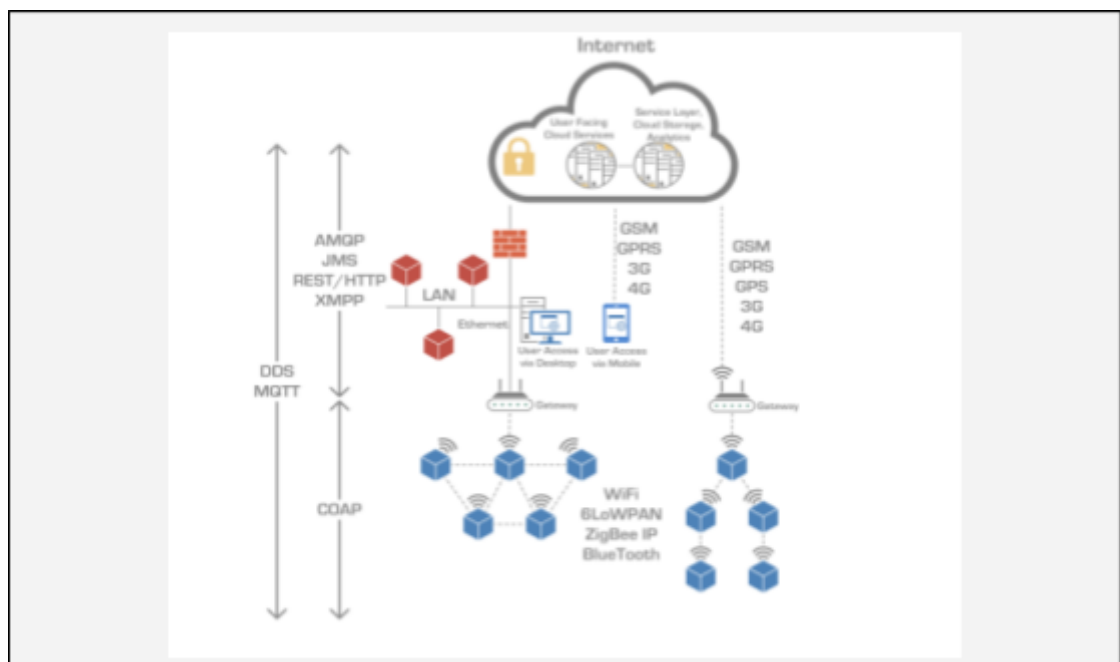 Internet
User Facing
Cloud Services
Service Layer,
Cloud Storage,
Analytics
AMQP
JMS
REST/HTTP
XMPP
LAN
Ethernet
GSM
GPRS
3G
4G
GSM
GPRS
GPS
3G
4G
User Access
via Desktop
User Access
via Mobile
DDS
MQTT
Gateway
Gateway
COAP
WiFi
6LoWPAN
ZigBee IP
BlueTooth